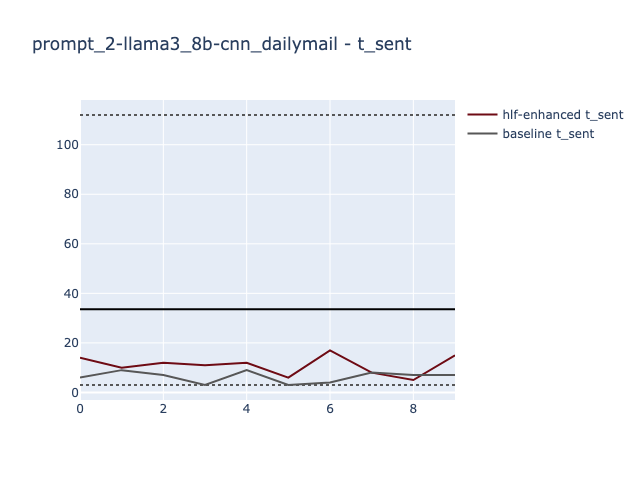 prompt_2-llama3_8b-cnn_dailymail - t_sent
hlf-enhanced t_sent
baseline t_sent
100
80
60
40
20
0
0 2 4 6 8